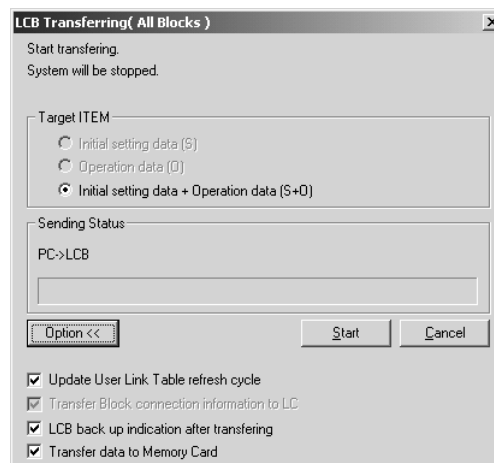 LCB Transferring( All Blocks )
Start transfering.
System will be stopped.
Target ITEM
Initial setting data (S)
Operation data (O)
Initial setting data + Operation data (S+O)
Sending Status
PC->LCB
Option << Start Cancel
Update User Link Table refresh cycle
Transfer Block connection information to LC
LCB back up indication after transfering
Transfer data to Memory Card